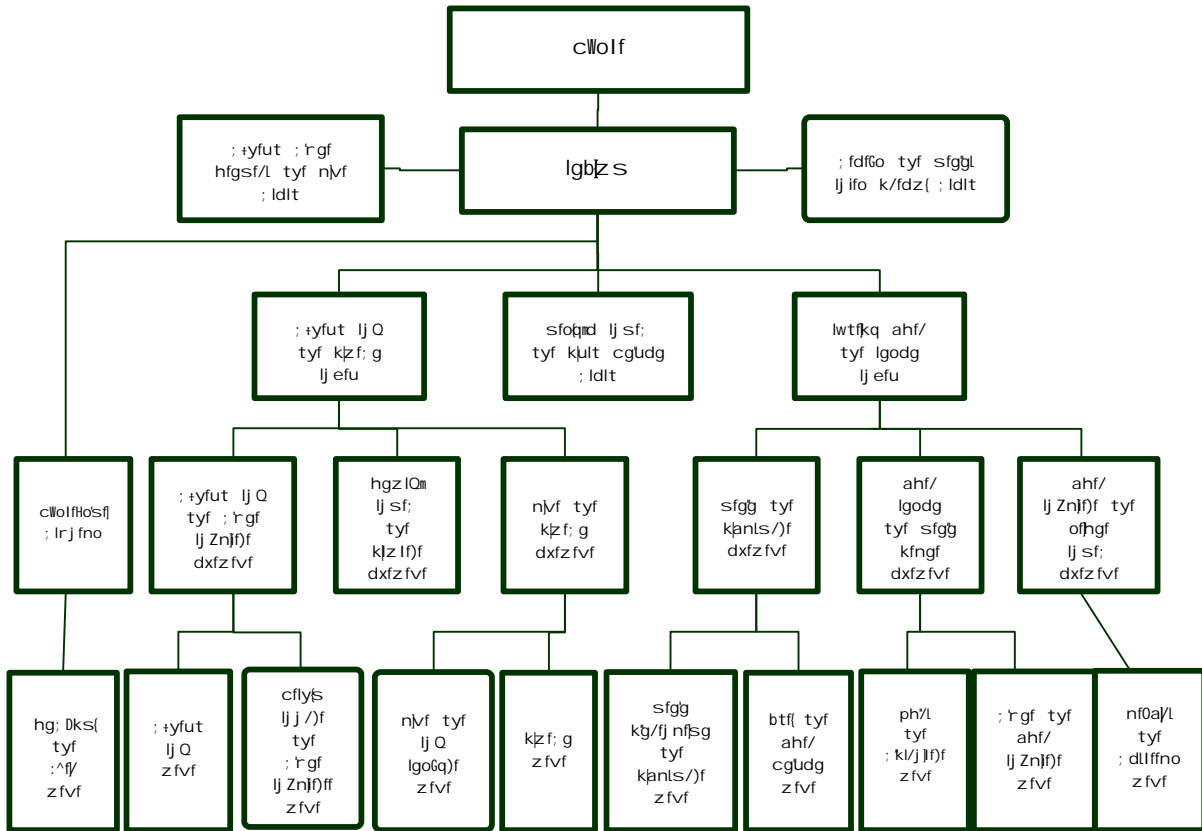 cWolf
; +yfut ; 'rgf
hfgsf/L tyf n]vf
; ldlt
lgb]{zs
; fdfGo tyf sfg'gL
lj ifo k/fdz{ ; ldlt
; +yfut lj Q
tyf k|zf; g
lj efu
sfo{qmd lj sf;
tyf k|ult cg'udg
; ldlt
lwtf]kq ahf/
tyf lgodg
lj efu
cWolfHo"sf]
; lrj fno
; +yfut lj Q
tyf ; 'rgf
lj Zn]if)f
dxfzfvf
hgzlQm
lj sf;
tyf
k|lzIf)f
dxfzfvf
n]vf tyf
k|zf; g
dxfzfvf
sfg"g tyf
k|anLs/)f
dxfzfvf
ahf/
lgodg
tyf sfg"g
kfngf
dxfzfvf
ahf/
lj Zn]if)f tyf
of]hgf
lj sf;
dxfzfvf
hg; Dks{
tyf
:^f]/
zfvf
; +yfut
lj Q
zfvf
cfly{s
lj j /)f
tyf
; 'rgf
lj Zn]if)ff
zfvf
n]vf tyf
lj Q
lgoGq)f
zfvf
k|zf; g
zfvf
sfg"g
k'g/fj nf]sg
tyf
k|anLs/)f
zfvf
btf{ tyf
ahf/
cg'udg
zfvf
ph'/L
tyf
; 'kl/j ]If)f
zfvf
; 'rgf tyf
ahf/
lj Zn]if)f
zfvf
nf0a|]/L
tyf
; dLIffno
zfvf